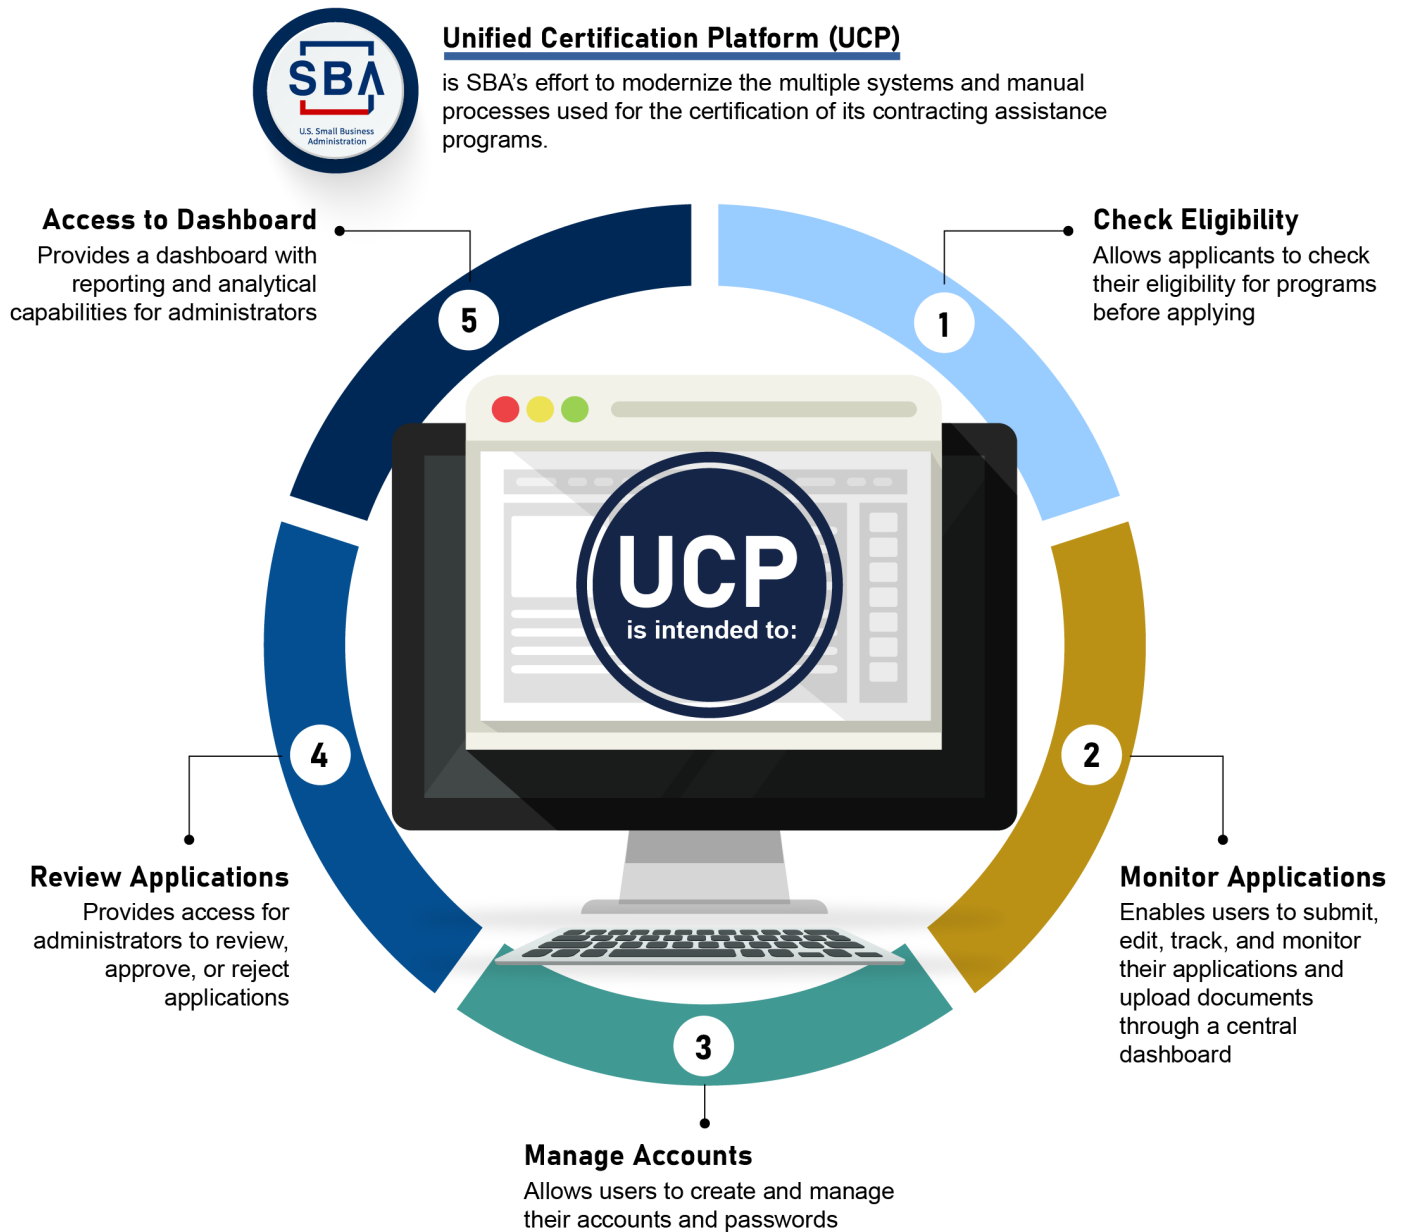 SBA
U.S. Small Business
Administration
Unified Certification Platform (UCP)
is SBA's effort to modernize the multiple systems and manual
processes used for the certification of its contracting assistance
programs.
Access to Dashboard
Provides a dashboard with
reporting and analytical
capabilities for administrators
5
Check Eligibility
Allows applicants to check
their eligibility for programs
before applying
1
UCP
is intended to:
4
Review Applications
Provides access for
administrators to review,
approve, or reject
applications
2
Monitor Applications
Enables users to submit,
edit, track, and monitor
their applications and
upload documents
through a central
dashboard
3
Manage Accounts
Allows users to create and manage
their accounts and passwords